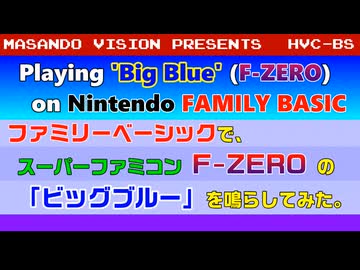 MASANDO VISION PRESENTS HVC-BS
Playing 'Big Blue' (F-ZERO)
on Nintendo FAMILY BASIC
ファミリーベーシックで、
スーパーファミコン F-ZERO の
「ビッグブルー」を鳴らしてみた。